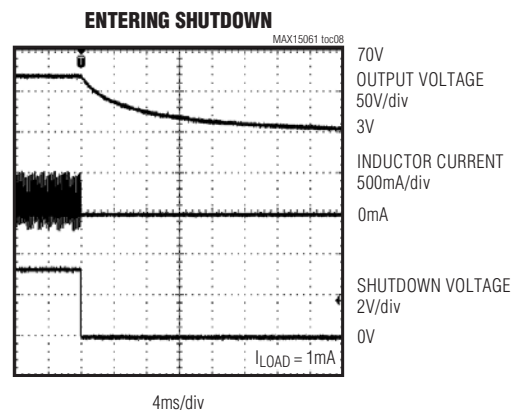 ENTERING SHUTDOWN
MAX15061 toc08
70V
OUTPUT VOLTAGE
50V/div
3V
INDUCTOR CURRENT
500mA/div
0mA
SHUTDOWN VOLTAGE
2V/div
0V
ILOAD = 1mA
4ms/div
T